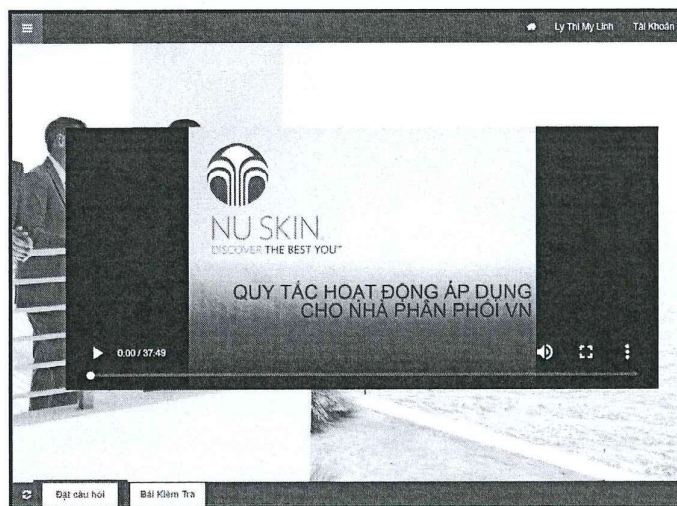 Ly Thi My Linh Tài Khoản
NU SKIN
DISCOVER THE BEST YOU™
QUY TẮC HOẠT ĐỘNG ÁP DỤNG
CHO NHÀ PHÂN PHỐI VN
0:00 / 37:49
Đặt câu hỏi Bài Kiểm Tra